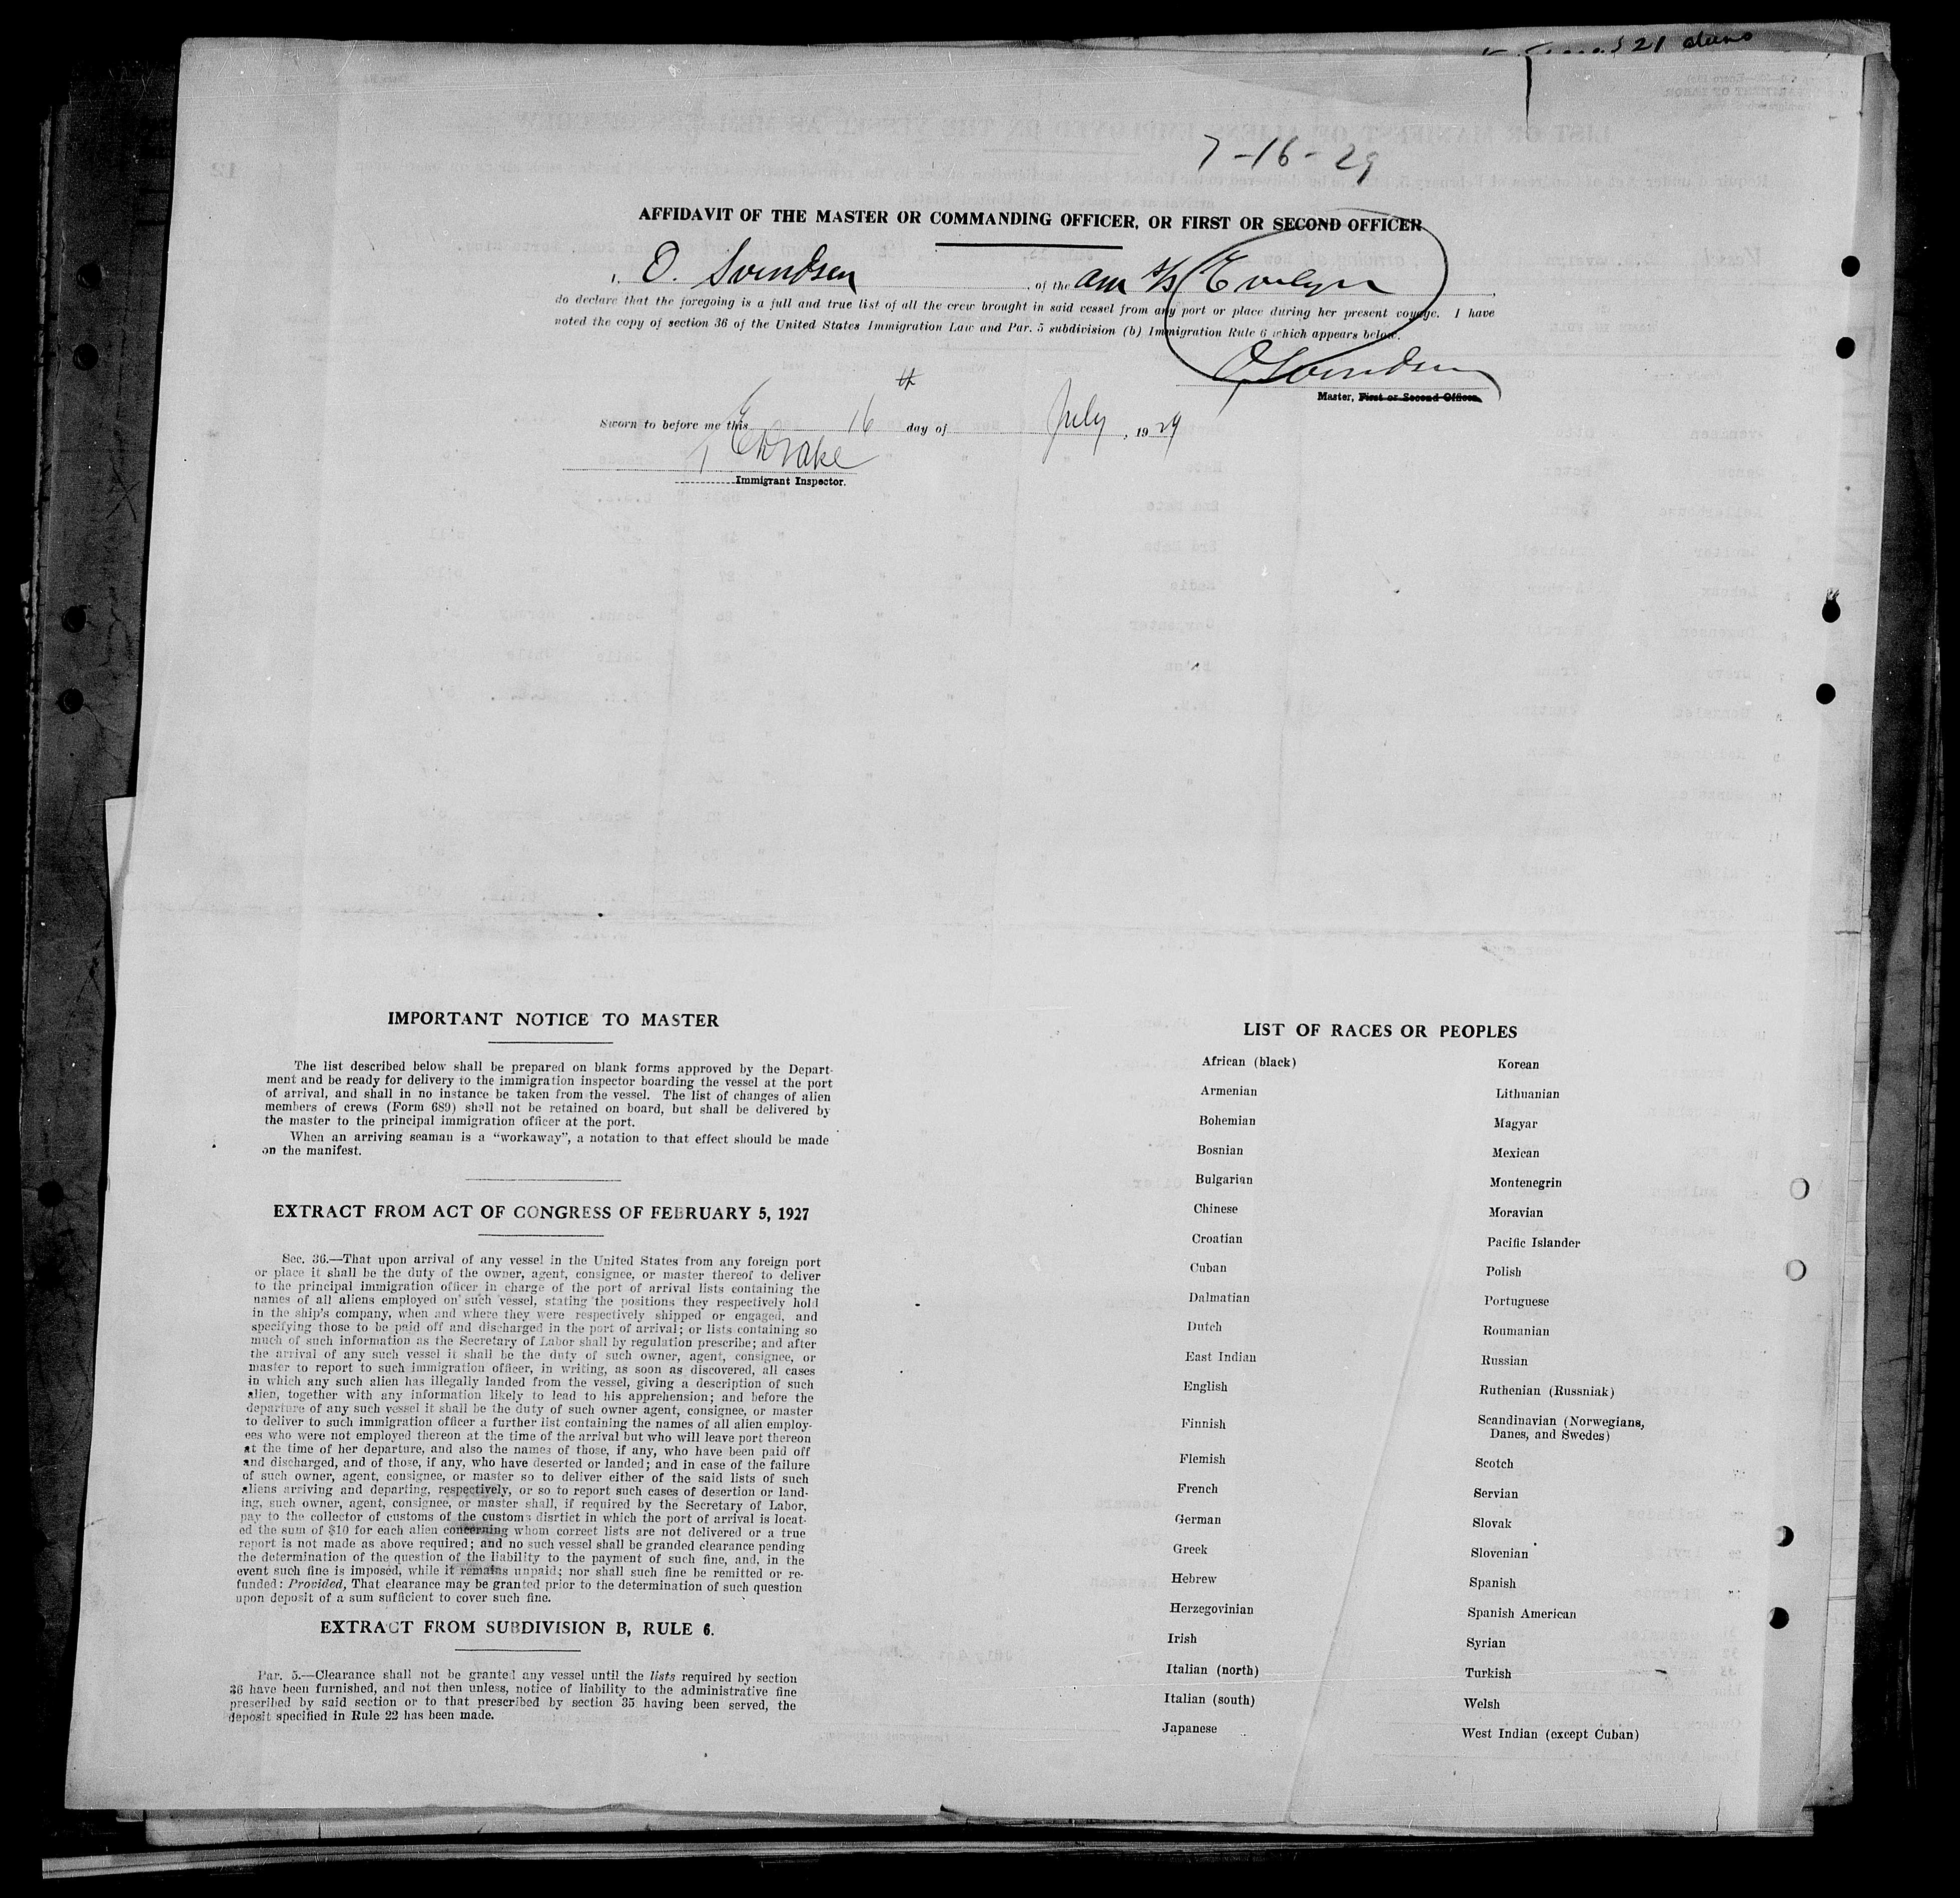 21
7-16-29
AFFIDAVIT OF THE MASTER OR COMMANDING OFFICER, OR FIRST OR SECOND OFFICER
I, O. Svendsen, of the am s/s Evelyn
do declare that the foregoing is a full and true list of all the crew brought in said vessel from any port or place during her present voyage. I have
noted the copy of section 36 of the United States Immigration Law and Par. 5 subdivision (b) Immigration Rule 6 which appears below.
O Svendsen
Master, First or Second Officer.
Sworn to before me this 16 th day of July, 1929
Immigrant Inspector.
IMPORTANT NOTICE TO MASTER
The list described below shall be prepared on blank forms approved by the Depart-
ment and be ready for delivery to the immigration inspector boarding the vessel at the port
of arrival, and shall in no instance be taken from the vessel. The list of changes of alien
members of crews (Form 689) shall not be retained on board, but shall be delivered by
the master to the principal immigration officer at the port.
When an arriving seaman is a “workaway”, a notation to that effect should be made
on the manifest.
EXTRACT FROM ACT OF CONGRESS OF FEBRUARY 5, 1927
Sec. 36.—That upon arrival of any vessel in the United States from any foreign port
or place it shall be the duty of the owner, agent, consignee, or master thereof to deliver
to the principal immigration officer in charge of the port of arrival lists containing the
names of all aliens employed on such vessel, stating the positions they respectively hold
in the ship's company, when and where they were respectively shipped or engaged, and
specifying those to be paid off and discharged in the port of arrival; or lists containing so
much of such information as the Secretary of Labor shall by regulation prescribe; and after
the arrival of any such vessel it shall be the duty of such owner, agent, consignee, or
master to report to such immigration officer, in writing, as soon as discovered, all cases
in which any such alien has illegally landed from the vessel, giving a description of such
alien, together with any information likely to lead to his apprehension; and before the
departure of any such vessel it shall be the duty of such owner agent, consignee, or master
to deliver to such immigration officer a further list containing the names of all alien employ-
ees who were not employed thereon at the time of the arrival but who will leave port thereon
at the time of her departure, and also the names of those, if any, who have been paid off
and discharged, and of those, if any, who have deserted or landed; and in case of the failure
of such owner, agent, consignee, or master so to deliver either of the said lists of such
aliens arriving and departing, respectively, or so to report such cases of desertion or land-
ing, such owner, agent, consignee, or master shall, if required by the Secretary of Labor,
pay to the collector of customs of the customs disrtict in which the port of arrival is locat-
ed the sum of $10 for each alien concerning whom correct lists are not delivered or a true
report is not made as above required; and no such vessel shall be granded clearance pending
the determination of the question of the liability to the payment of such fine, and, in the
event such fine is imposed, while it remains unpaid; nor shall such fine be remitted or re-
funded: Provided, That clearance may be granted prior to the determination of such question
upon deposit of a sum sufficient to cover such fine.
EXTRACT FROM SUBDIVISION B, RULE 6.
Par. 5.—Clearance shall not be granted any vessel until the lists required by section
36 have been furnished, and not then unless, notice of liability to the administrative fine
prescribed by said section or to that prescribed by section 35 having been served, the
deposit specified in Rule 22 has been made.
LIST OF RACES OR PEOPLES
African (black)
Armenian
Bohemian
Bosnian
Bulgarian
Chinese
Croatian
Cuban
Dalmatian
Dutch
East Indian
English
Finnish
Flemish
French
German
Greek
Hebrew
Herzegovinian
Irish
Italian (north)
Italian (south)
Japanese
Korean
Lithuanian
Magyar
Mexican
Montenegrin
Moravian
Pacific Islander
Polish
Portuguese
Roumanian
Russian
Ruthenian (Russniak)
Scandinavian (Norwegians,
Danes, and Swedes)
Scotch
Servian
Slovak
Slovenian
Spanish
Spanish American
Syrian
Turkish
Welsh
West Indian (except Cuban)